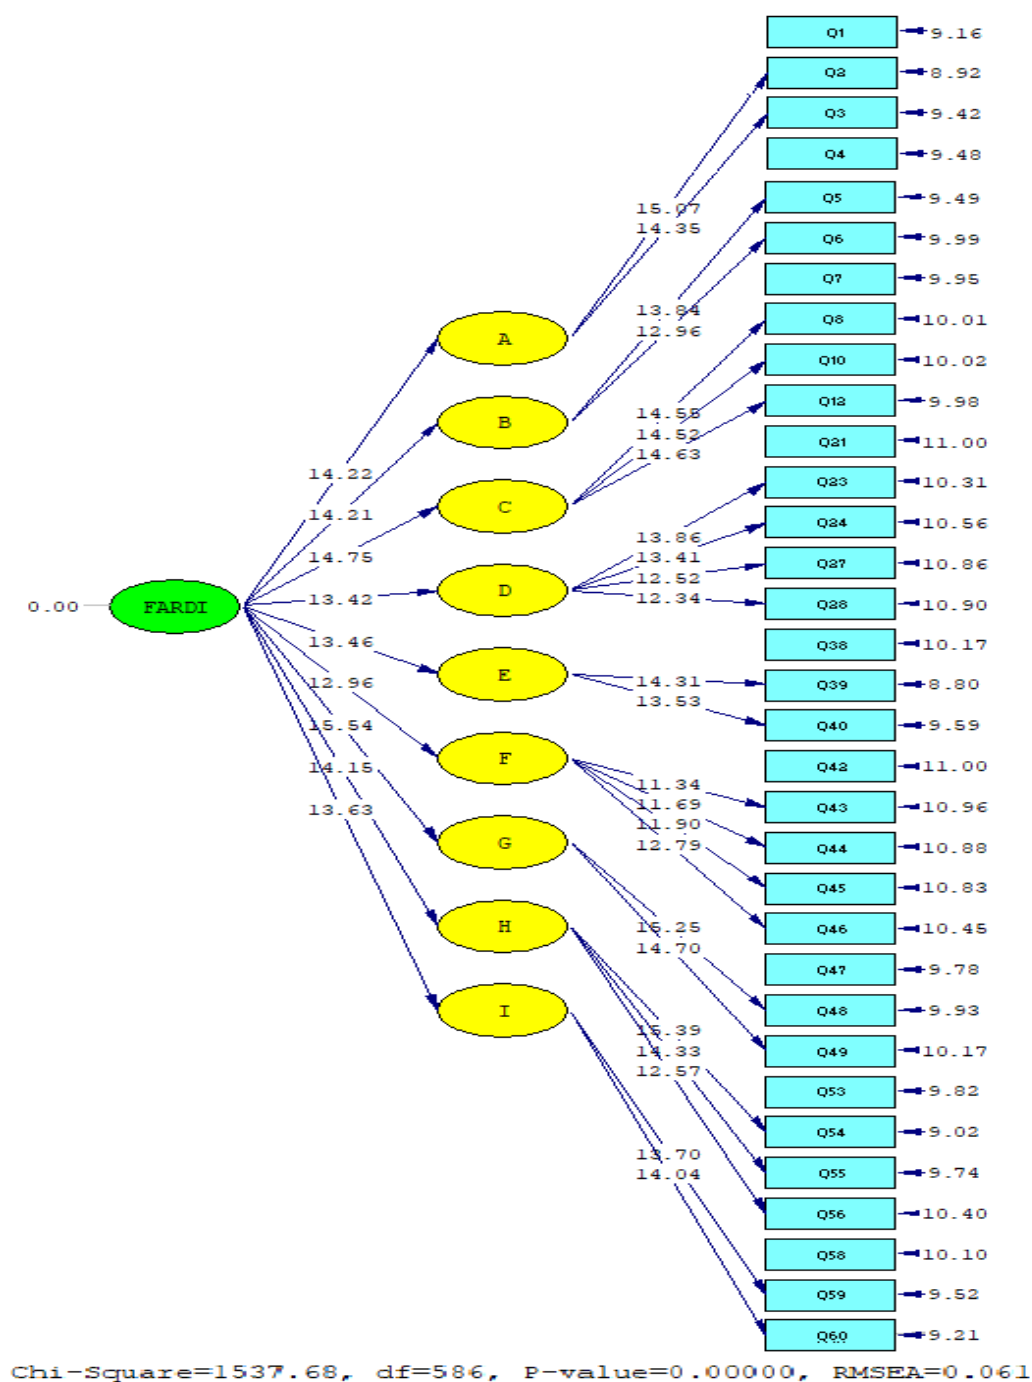 Q1 9.16
Q2 8.92
Q3 9.42
Q4 9.48
Q5 9.49
15.07
14.35
Q6 9.99
Q7 9.95
13.84
Q8 10.01
12.96
A
Q10 10.02
Q12 9.98
14.58
B
14.52
Q21 11.00
14.63
14.22
Q23 10.31
C
14.21
Q24 10.56
13.86
14.75
13.41
Q27 10.86
12.52
D
13.42
12.34
0.00 FARDI
Q28 10.90
13.46
Q38 10.17
E
14.31
Q39 8.80
12.96
13.53
15.54
Q40 9.59
F
14.15
Q42 11.00
11.34
13.63
11.69
Q43 10.96
11.90
G
12.79
Q44 10.88
Q45 10.83
H
15.25
Q46 10.45
14.70
Q47 9.78
I
Q48 9.93
15.39
14.33
Q49 10.17
12.57
Q53 9.82
Q54 9.02
13.70
14.04
Q55 9.74
Q56 10.40
Q58 10.10
Q59 9.52
Q60 9.21
Chi-Square=1537.68, df=586, P-value=0.00000, RMSEA=0.061